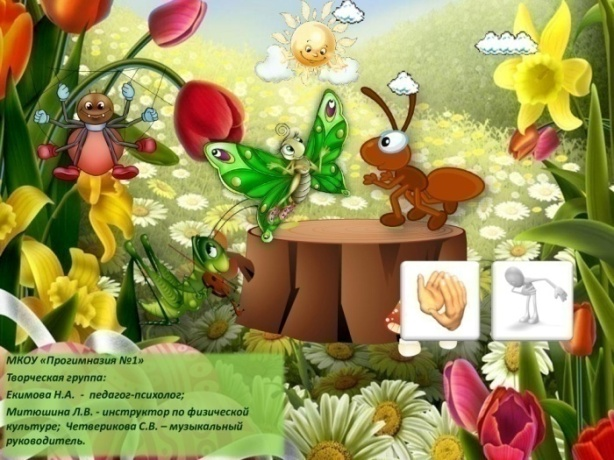 МКОУ «Прогимназия №1»
Творческая группа:
Екимова Н.А. - педагог-психолог;
Митюшина Л.В. - инструктор по физической
культуре; Четверикова С.В. – музыкальный
руководитель.